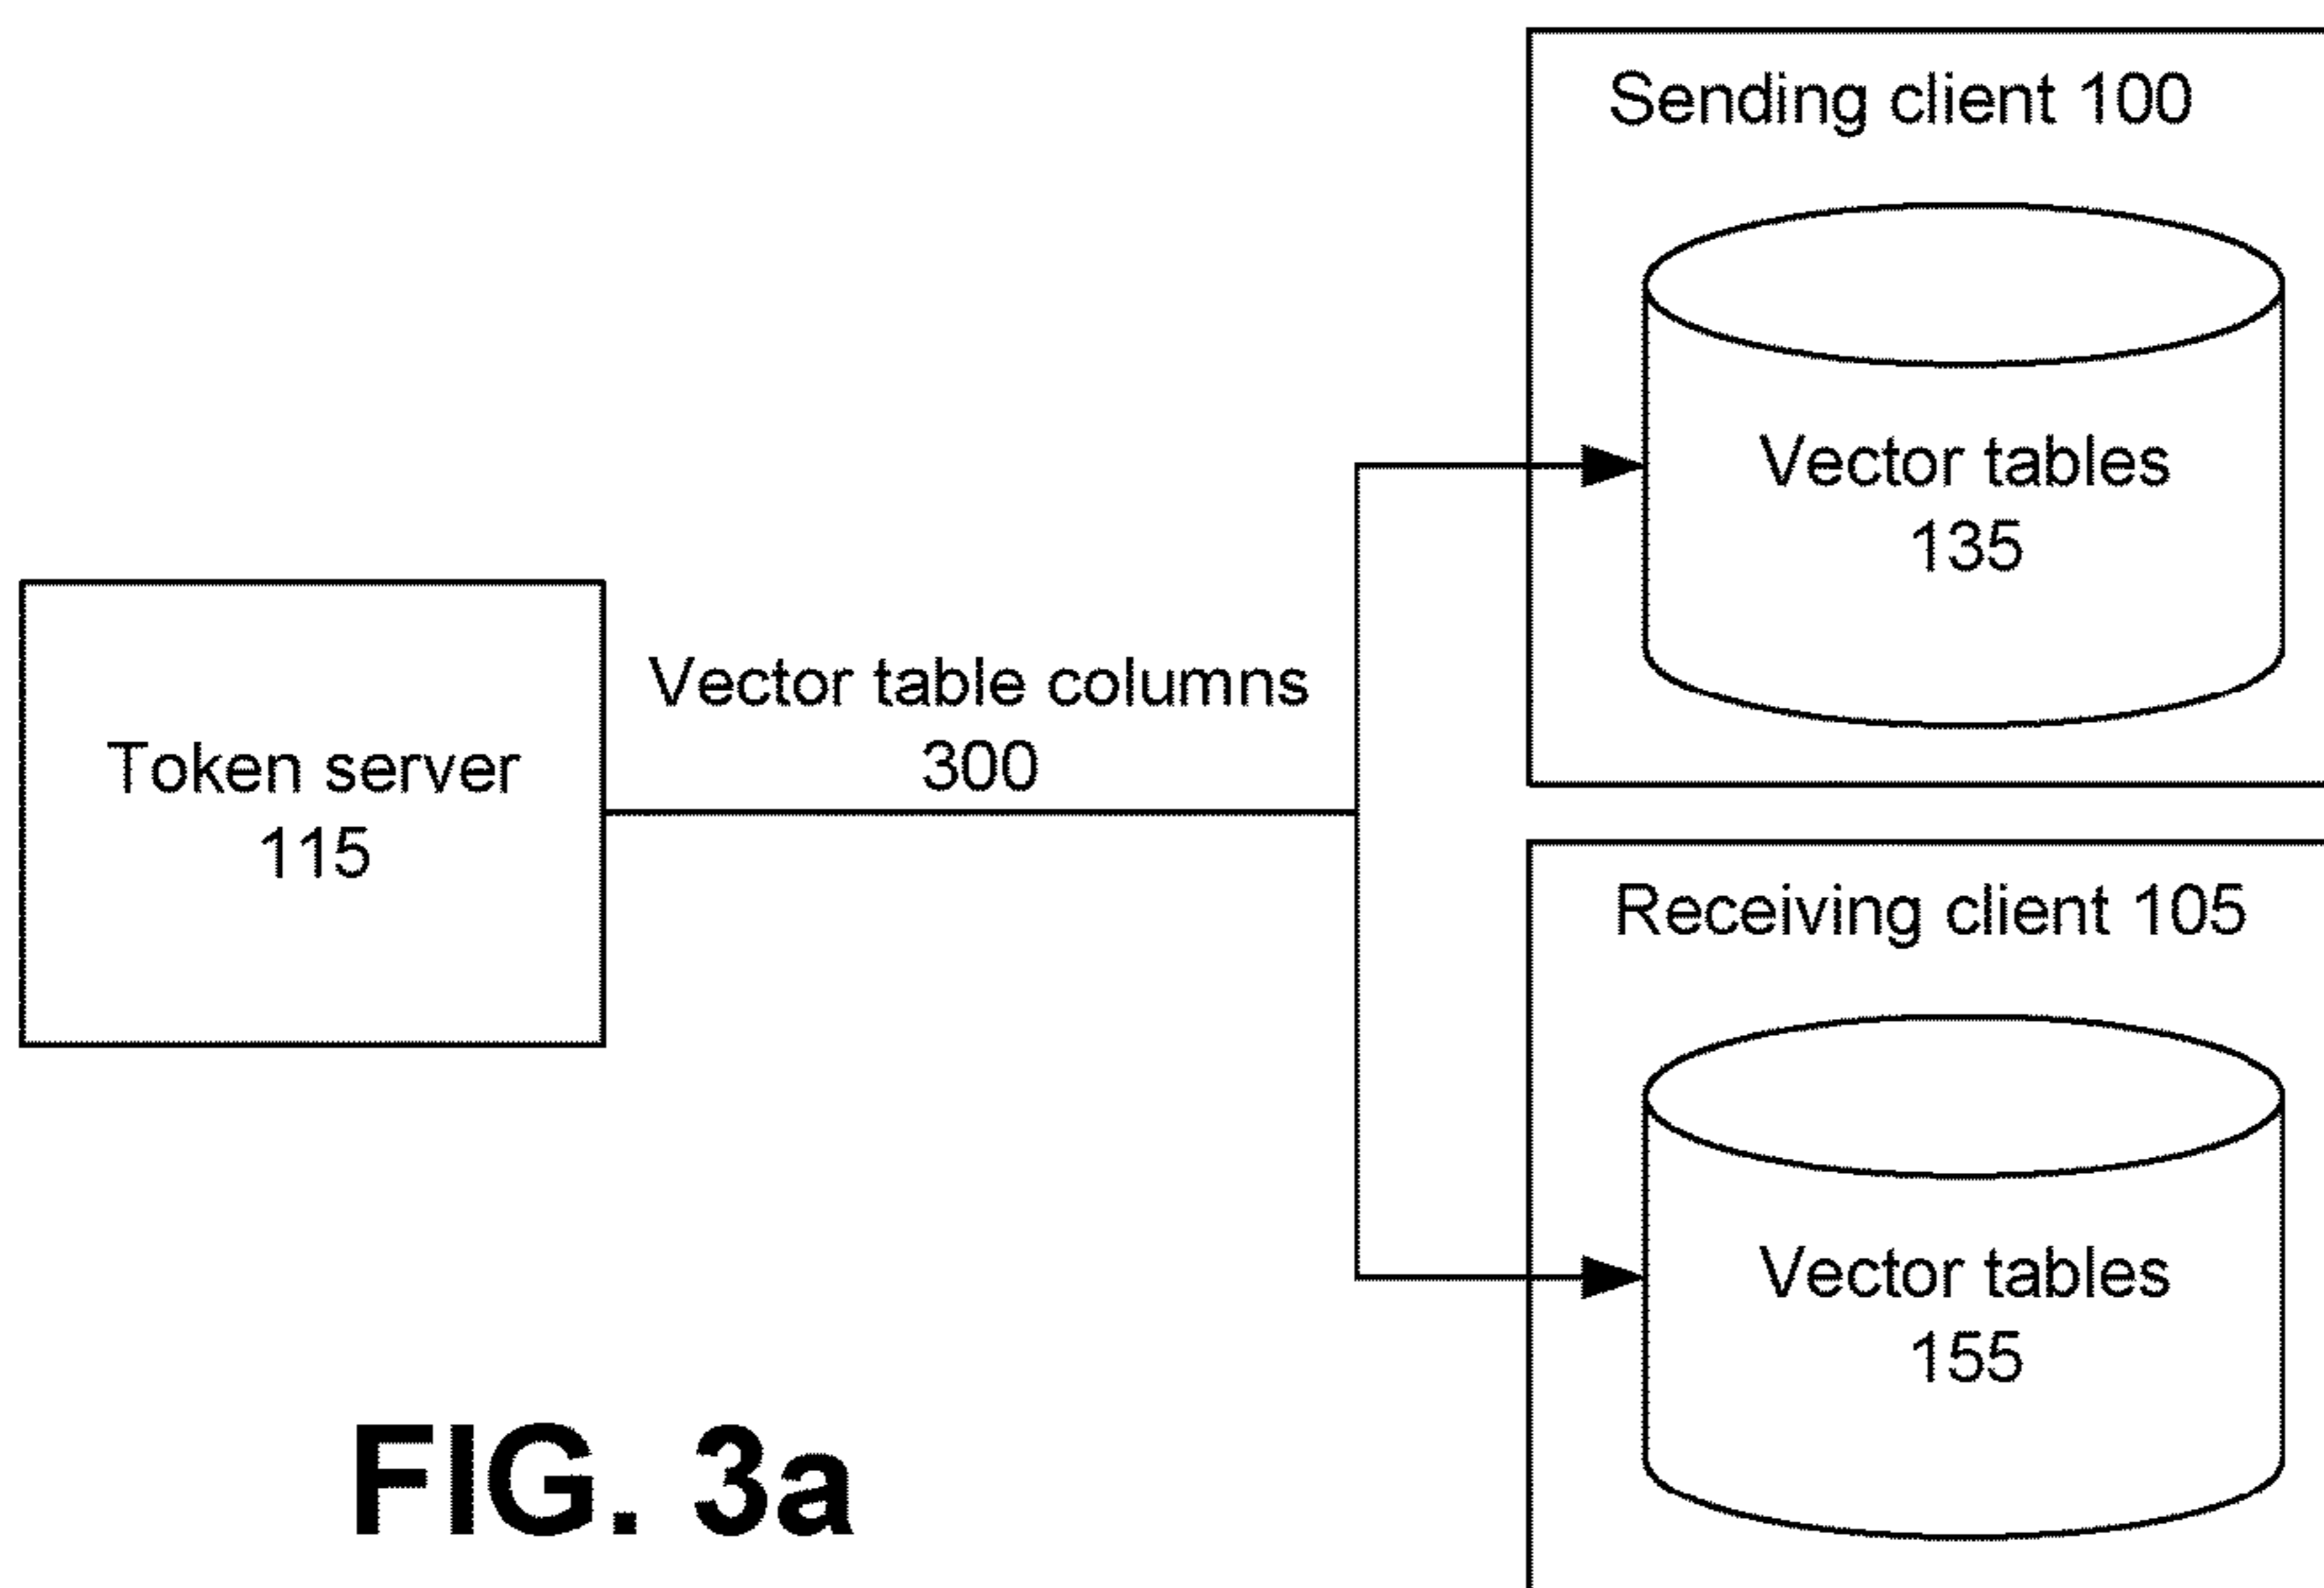 Sending client 100
Vector tables
135
Vector table columns
300
Token server
115
Receiving client 105
Vector tables
155
FIG. 3a